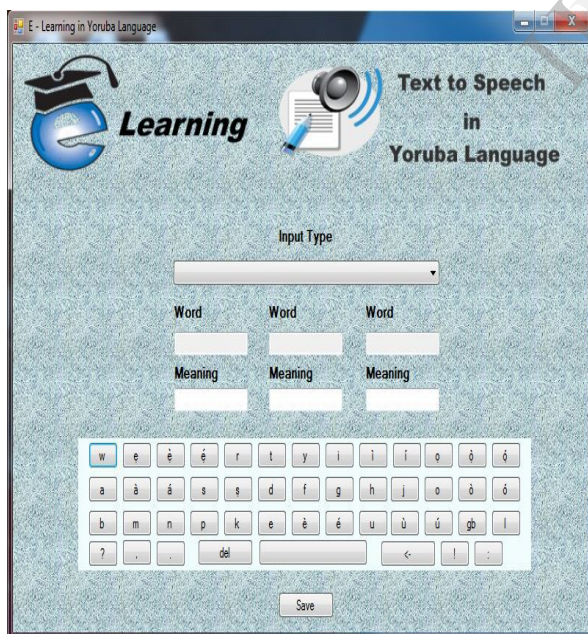 E - Learning in Yoruba Language
e Learning
Text to Speech
in
Yoruba Language
Input Type
Word Word Word
Meaning Meaning Meaning
w ẹ ẹ̀ ẹ́ r t y i ì í ọ ọ̀ ọ́
a à á s ṣ d f g h j o ò ó
b m n p k e è é u ù ú gb l
? , . del <- ! :
Save